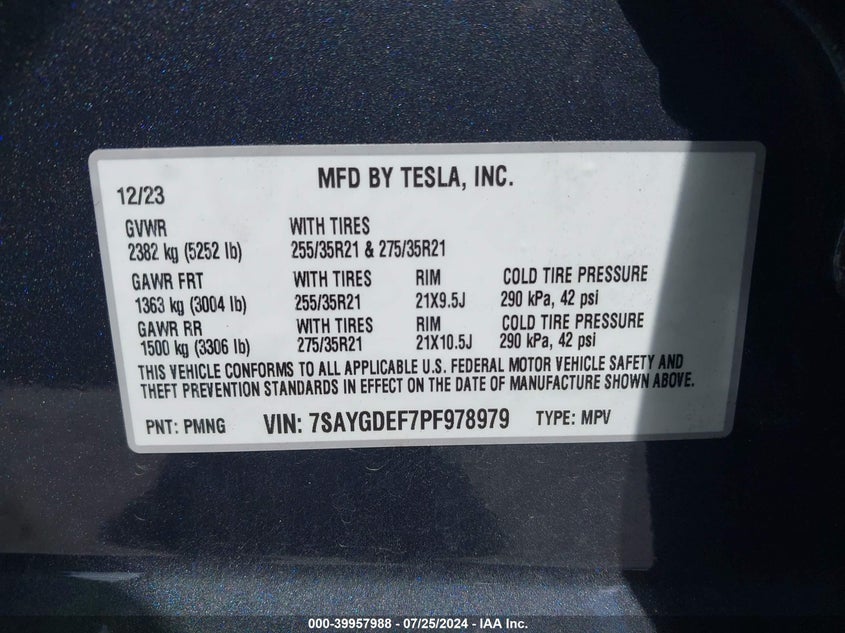 MFD BY TESLA, INC.
12/23
GVWR WITH TIRES
2382 kg (5252 lb) 255/35R21 & 275/35R21
GAWR FRT WITH TIRES RIM COLD TIRE PRESSURE
1363 kg (3004 lb) 255/35R21 21X9.5J 290 kPa, 42 psi
GAWR RR WITH TIRES RIM COLD TIRE PRESSURE
1500 kg (3306 lb) 275/35R21 21X10.5J 290 kPa, 42 psi
THIS VEHICLE CONFORMS TO ALL APPLICABLE U.S. FEDERAL MOTOR VEHICLE SAFETY AND
THEFT PREVENTION STANDARDS IN EFFECT ON THE DATE OF MANUFACTURE SHOWN ABOVE.
PNT: PMNG VIN: 7SAYGDEF7PF978979 TYPE: MPV
000-39957988 / 07/25/2024 - IAA Inc.